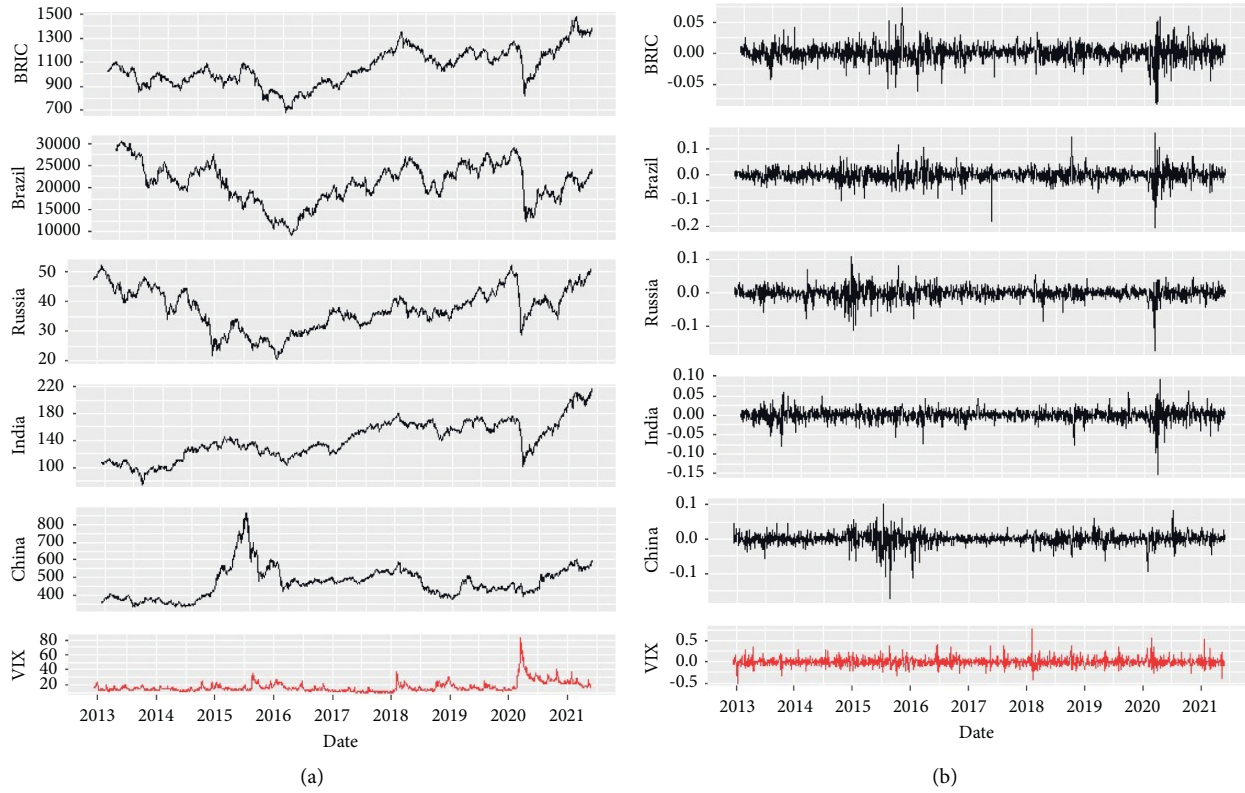 1500
1300
1100
900
700
BRIC
30000
25000
20000
15000
10000
Brazil
50
40
30
20
Russia
220
180
140
100
India
800
700
600
500
400
China
80
60
40
20
VIX
2013 2014 2015 2016 2017 2018 2019 2020 2021
Date
(a)
0.05
0.00
-0.05
BRIC
0.1
0.0
-0.1
-0.2
Brazil
0.1
0.0
-0.1
Russia
0.10
0.05
0.00
-0.05
-0.10
-0.15
India
0.1
0.0
-0.1
China
0.5
0.0
-0.5
VIX
2013 2014 2015 2016 2017 2018 2019 2020 2021
Date
(b)